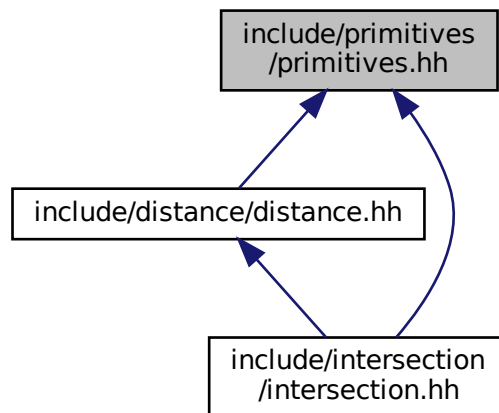 include/primitives
/primitives.hh
include/distance/distance.hh
include/intersection
/intersection.hh